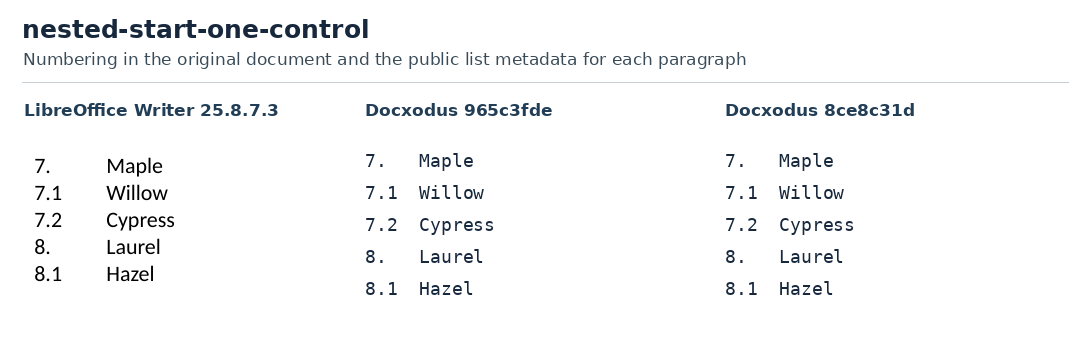 nested-start-one-control
Numbering in the original document and the public list metadata for each paragraph
LibreOffice Writer 25.8.7.3
7. Maple
7.1 Willow
7.2 Cypress
8. Laurel
8.1 Hazel
Docxodus 965c3fde
7. Maple
7.1 Willow
7.2 Cypress
8. Laurel
8.1 Hazel
Docxodus 8ce8c31d
7. Maple
7.1 Willow
7.2 Cypress
8. Laurel
8.1 Hazel